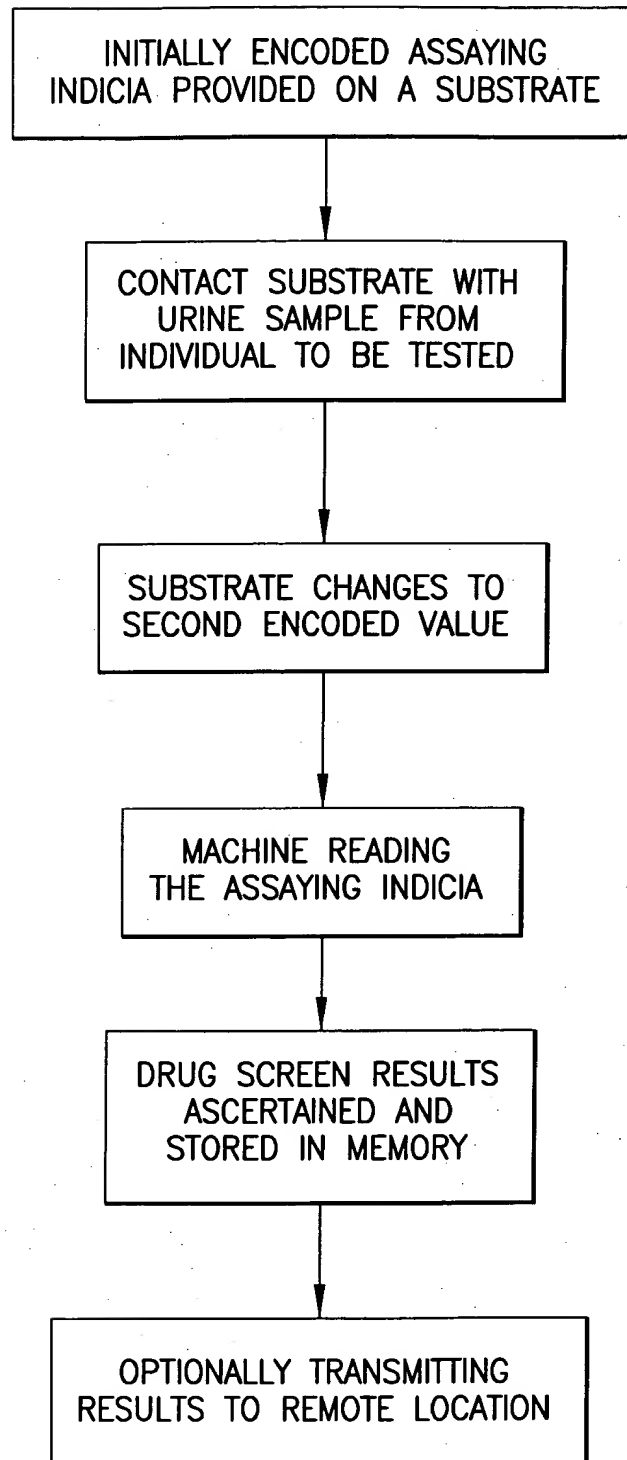 INITIALLY ENCODED ASSAYING
INDICIA PROVIDED ON A SUBSTRATE
CONTACT SUBSTRATE WITH
URINE SAMPLE FROM
INDIVIDUAL TO BE TESTED
SUBSTRATE CHANGES TO
SECOND ENCODED VALUE
MACHINE READING
THE ASSAYING INDICIA
DRUG SCREEN RESULTS
ASCERTAINED AND
STORED IN MEMORY
OPTIONALLY TRANSMITTING
RESULTS TO REMOTE LOCATION